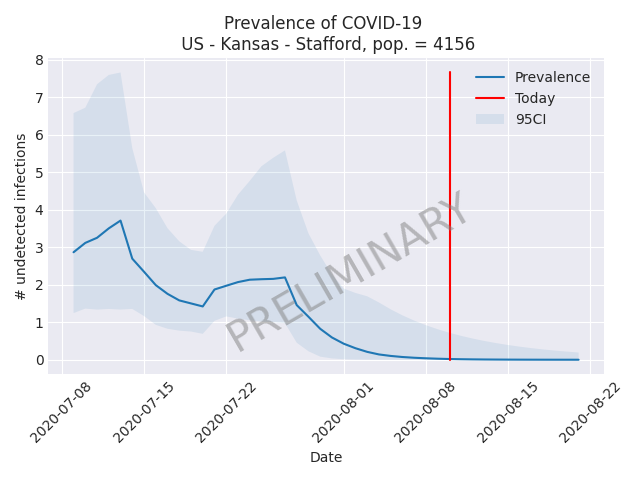 Prevalence of COVID-19
US - Kansas - Stafford, pop. = 4156
# undetected infections
8
7
6
5
4
3
2
1
0
Prevalence
Today
95CI
PRELIMINARY
2020-07-08
2020-07-15
2020-07-22
2020-08-01
2020-08-08
2020-08-15
2020-08-22
Date